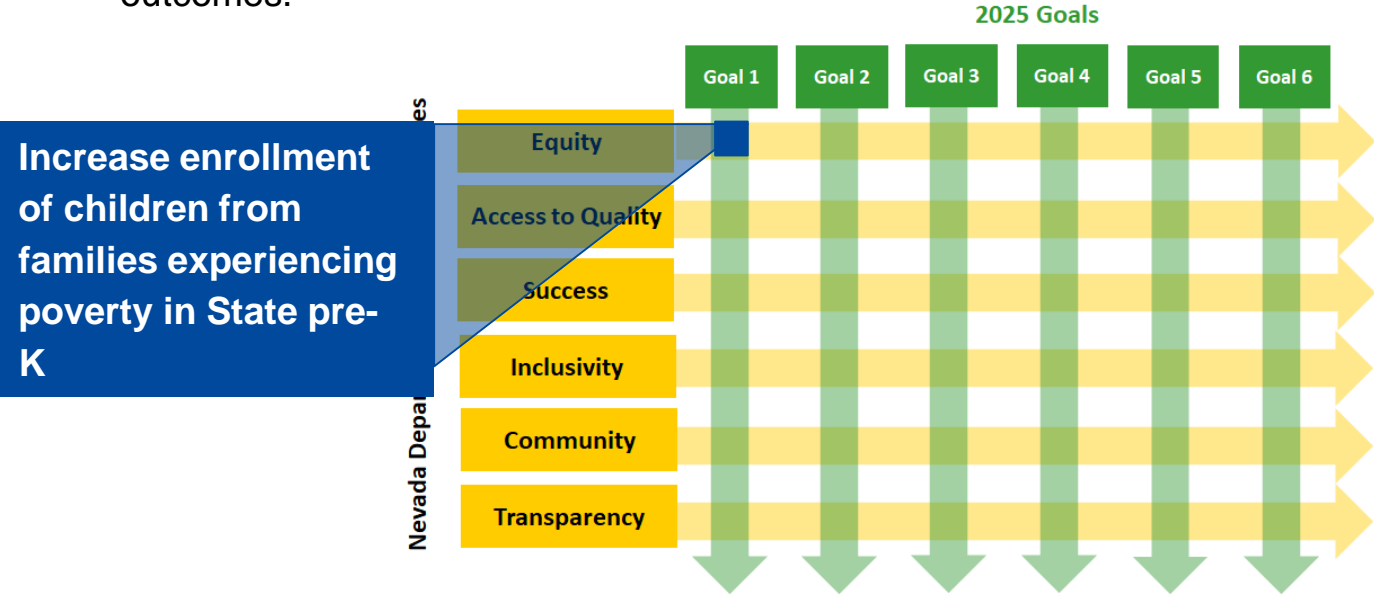 outcomes.
2025 Goals
Goal 1 Goal 2 Goal 3 Goal 4 Goal 5 Goal 6
Increase enrollment
of children from
families experiencing
poverty in State pre-
K
Nevada
Equity
Access to Quality
Success
Inclusivity
Community
Transparency